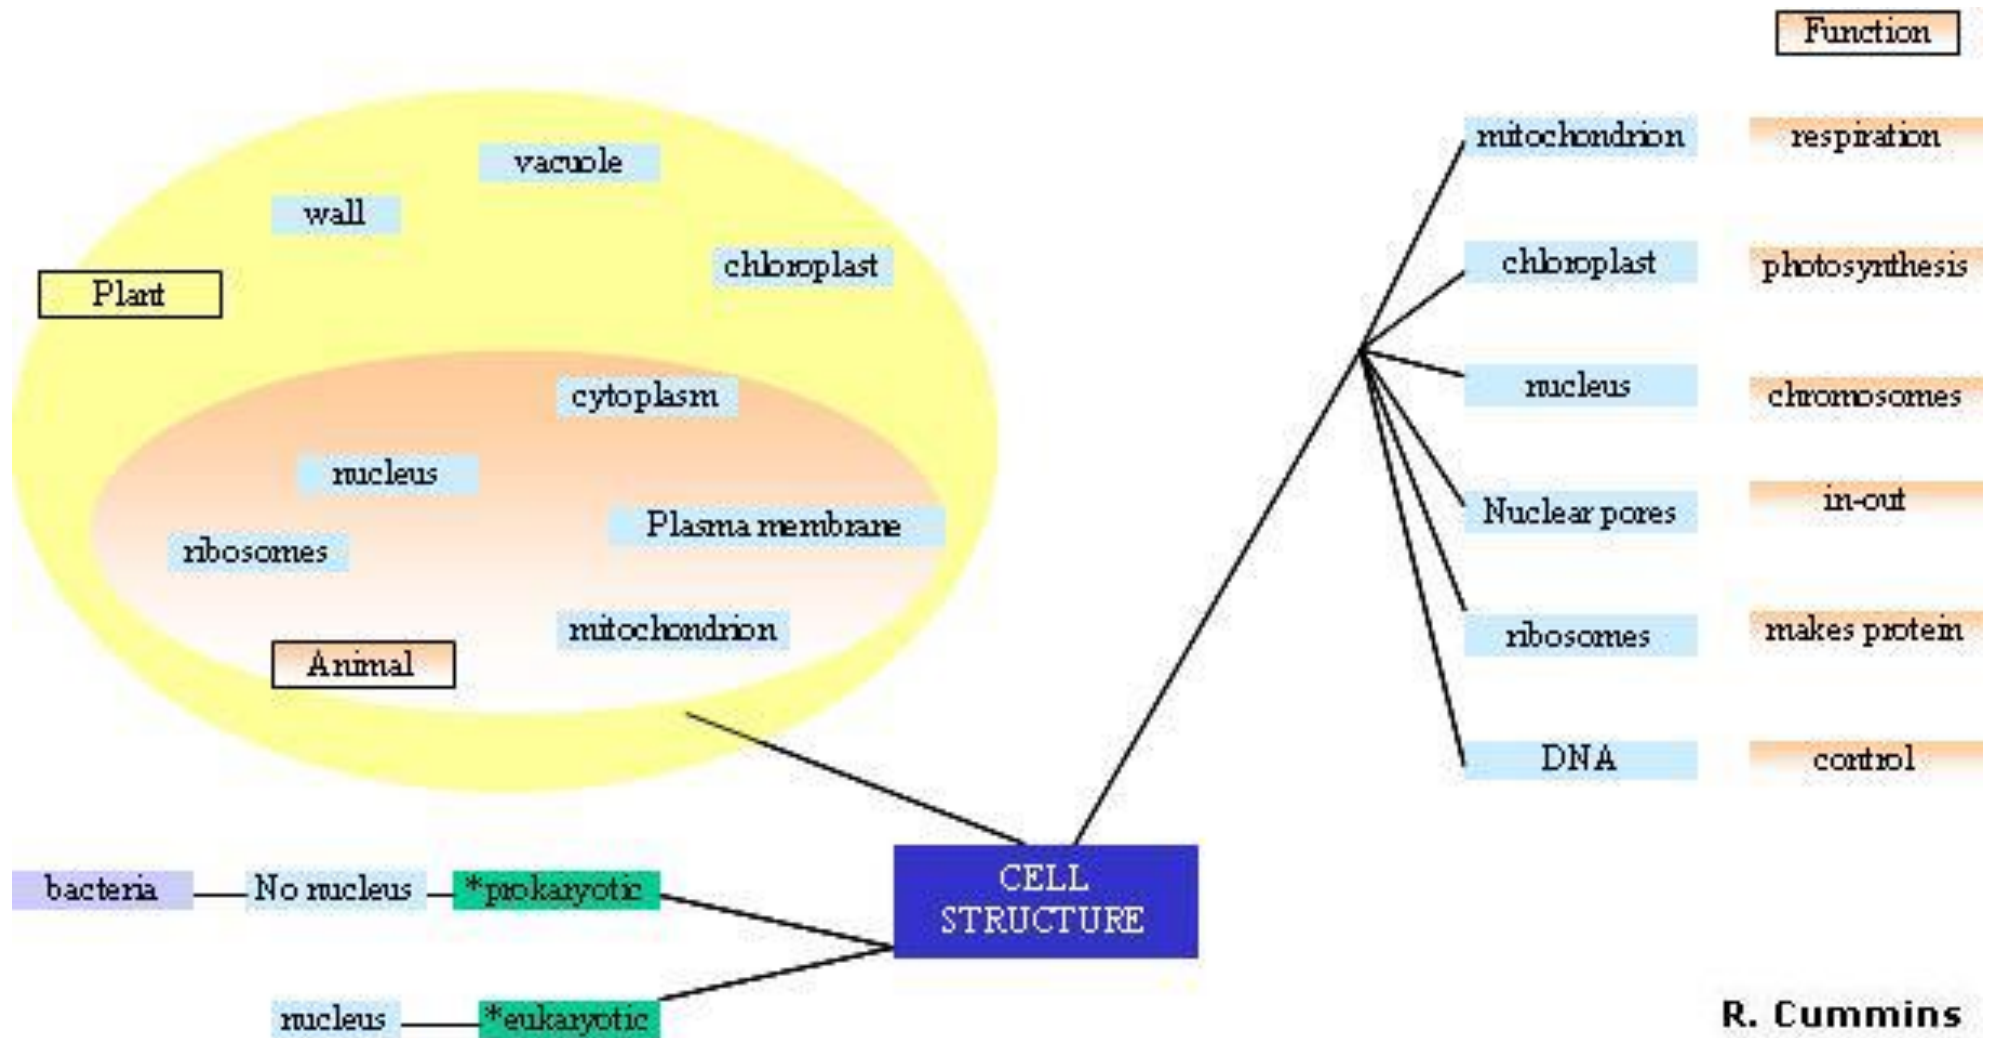 Function
mitochondrion respiration
vacuole
wall
chloroplast
chloroplast photosynthesis
Plant
cytoplasm
nucleus chromosomes
nucleus
Plasma membrane
Nuclear pores in-out
ribosomes
mitochondrion
ribosomes makes protein
Animal
DNA control
bacteria No nucleus *prokaryotic
CELL
STRUCTURE
nucleus *eukaryotic
R. Cummins